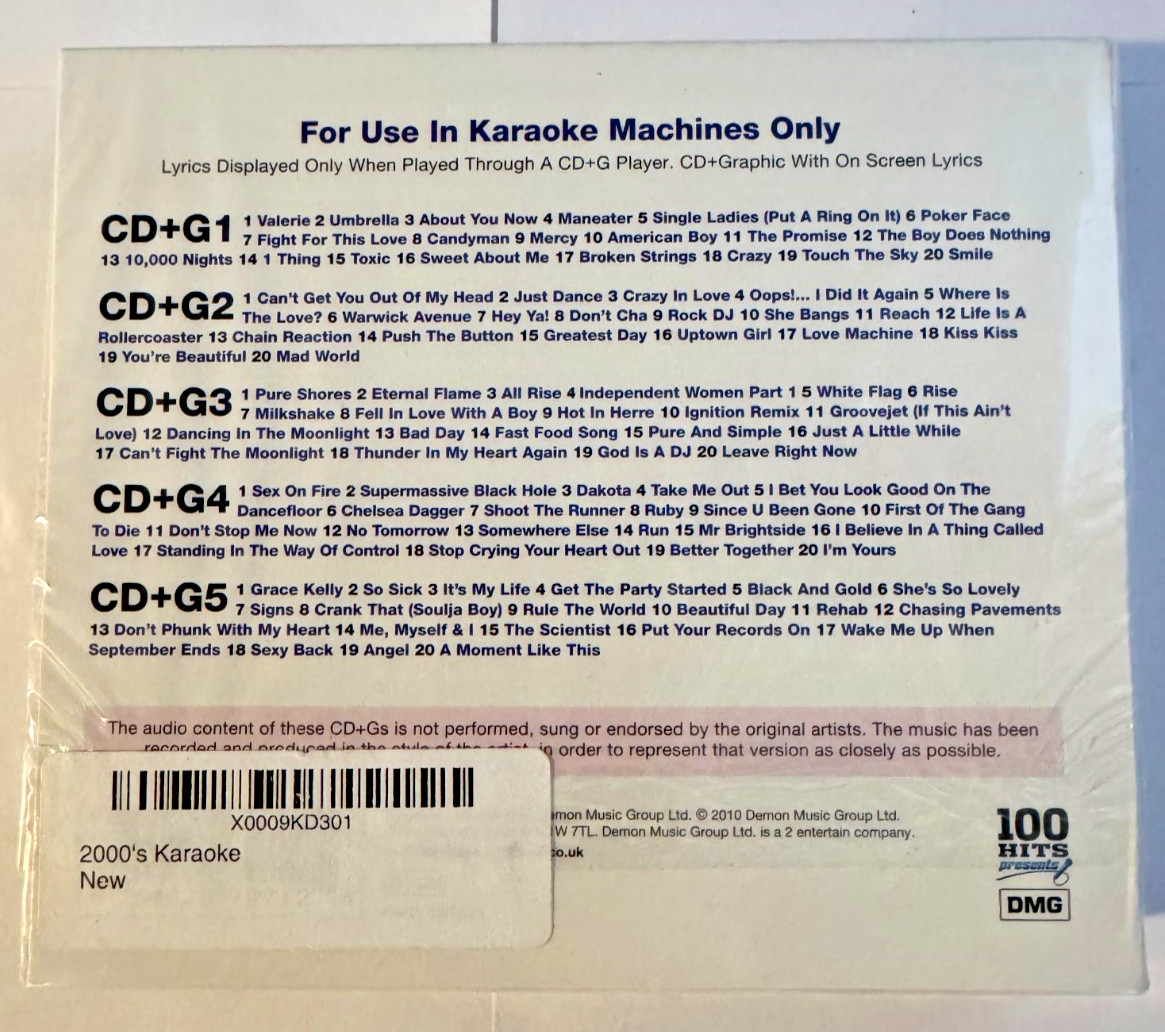 For Use In Karaoke Machines Only
Lyrics Displayed Only When Played Through A CD+G Player. CD+Graphic With On Screen Lyrics
CD+G1 1 Valerie 2 Umbrella 3 About You Now 4 Maneater 5 Single Ladies (Put A Ring On It) 6 Poker Face
7 Fight For This Love 8 Candyman 9 Mercy 10 American Boy 11 The Promise 12 The Boy Does Nothing
13 10,000 Nights 14 1 Thing 15 Toxic 16 Sweet About Me 17 Broken Strings 18 Crazy 19 Touch The Sky 20 Smile
CD+G2 1 Can't Get You Out Of My Head 2 Just Dance 3 Crazy In Love 4 Oops!... I Did It Again 5 Where Is
The Love? 6 Warwick Avenue 7 Hey Ya! 8 Don't Cha 9 Rock DJ 10 She Bangs 11 Reach 12 Life Is A
Rollercoaster 13 Chain Reaction 14 Push The Button 15 Greatest Day 16 Uptown Girl 17 Love Machine 18 Kiss Kiss
19 You're Beautiful 20 Mad World
CD+G3 1 Pure Shores 2 Eternal Flame 3 All Rise 4 Independent Women Part 1 5 White Flag 6 Rise
7 Milkshake 8 Fell In Love With A Boy 9 Hot In Herre 10 Ignition Remix 11 Groovejet (If This Ain't
Love) 12 Dancing In The Moonlight 13 Bad Day 14 Fast Food Song 15 Pure And Simple 16 Just A Little While
17 Can't Fight The Moonlight 18 Thunder In My Heart Again 19 God Is A DJ 20 Leave Right Now
CD+G4 1 Sex On Fire 2 Supermassive Black Hole 3 Dakota 4 Take Me Out 5 I Bet You Look Good On The
Dancefloor 6 Chelsea Dagger 7 Shoot The Runner 8 Ruby 9 Since U Been Gone 10 First Of The Gang
To Die 11 Don't Stop Me Now 12 No Tomorrow 13 Somewhere Else 14 Run 15 Mr Brightside 16 I Believe In A Thing Called
Love 17 Standing In The Way Of Control 18 Stop Crying Your Heart Out 19 Better Together 20 I'm Yours
CD+G5 1 Grace Kelly 2 So Sick 3 It's My Life 4 Get The Party Started 5 Black And Gold 6 She's So Lovely
7 Signs 8 Crank That (Soulja Boy) 9 Rule The World 10 Beautiful Day 11 Rehab 12 Chasing Pavements
13 Don't Phunk With My Heart 14 Me, Myself & I 15 The Scientist 16 Put Your Records On 17 Wake Me Up When
September Ends 18 Sexy Back 19 Angel 20 A Moment Like This
The audio content of these CD+Gs is not performed, sung or endorsed by the original artists. The music has been
recorded and produced in the style of the artist, in order to represent that version as closely as possible.
Music Group Ltd. © 2010 Demon Music Group Ltd.
7TL. Demon Music Group Ltd. is a 2 entertain company.
.co.uk
X0009KD301
2000's Karaoke
New
100
HITS
presents
DMG